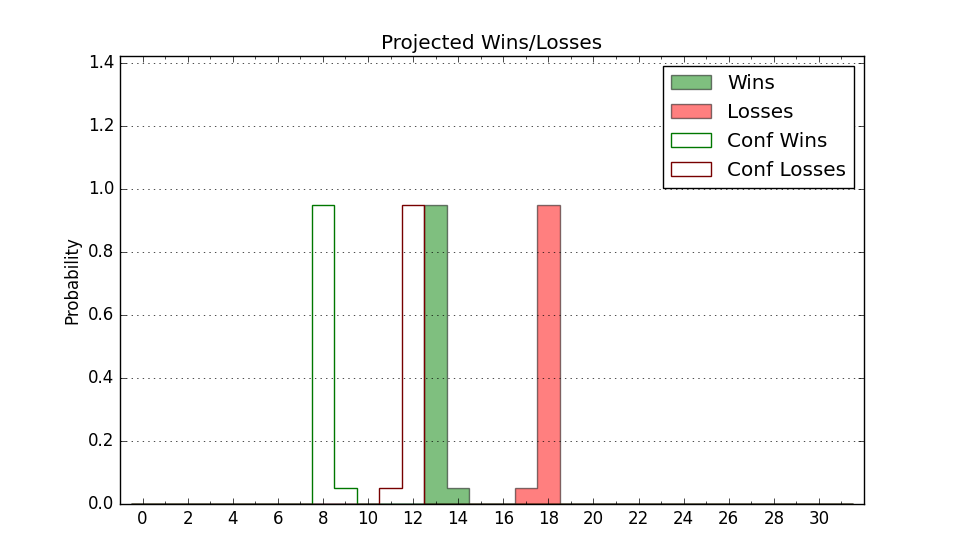 Projected Wins/Losses
Wins
Losses
Conf Wins
Conf Losses
Probability
1.4
1.2
1.0
0.8
0.6
0.4
0.2
0.0
0 2 4 6 8 10 12 14 16 18 20 22 24 26 28 30